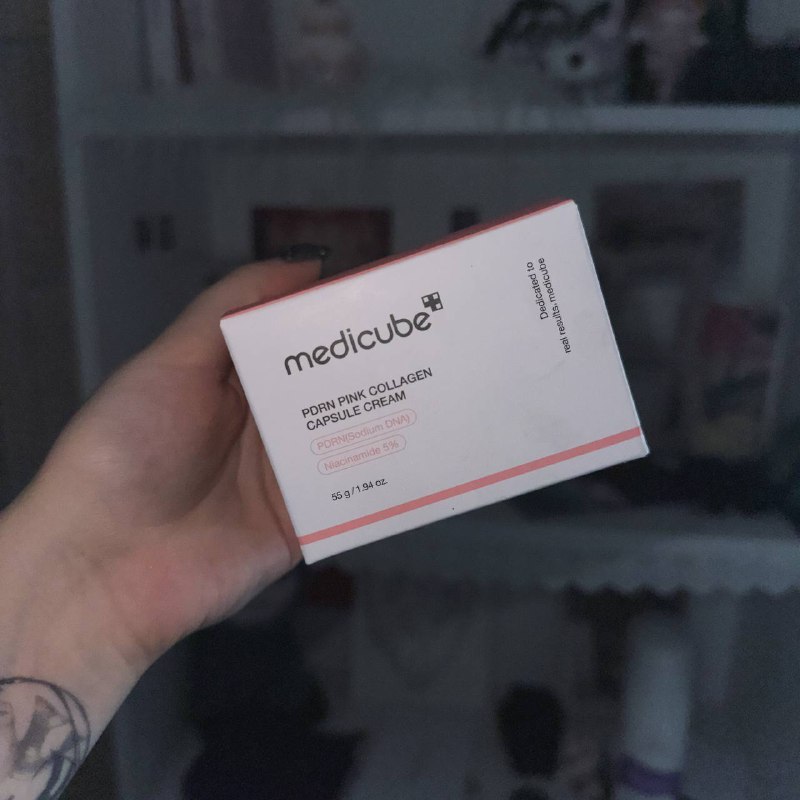 medicube
PDRN PINK COLLAGEN
CAPSULE CREAM
PDRN(Sodium DNA)
Niacinamide 5%
55 g / 1.94 oz.
Dedicated to
real results, medicube